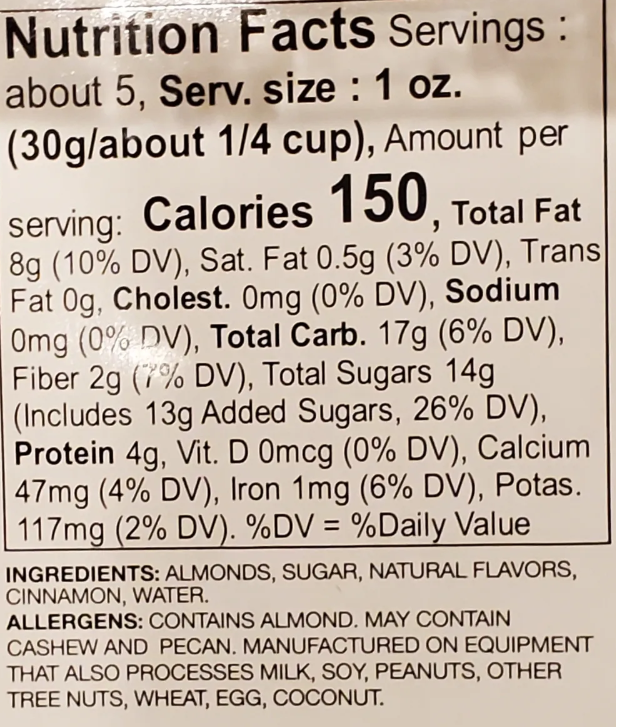 Nutrition Facts Servings :
about 5, Serv. size : 1 oz.
(30g/about 1/4 cup), Amount per
serving: Calories 150, Total Fat
8g (10% DV), Sat. Fat 0.5g (3% DV), Trans
Fat 0g, Cholest. 0mg (0% DV), Sodium
0mg (0% DV), Total Carb. 17g (6% DV),
Fiber 2g (7% DV), Total Sugars 14g
(Includes 13g Added Sugars, 26% DV),
Protein 4g, Vit. D 0mcg (0% DV), Calcium
47mg (4% DV), Iron 1mg (6% DV), Potas.
117mg (2% DV). %DV = %Daily Value
INGREDIENTS: ALMONDS, SUGAR, NATURAL FLAVORS,
CINNAMON, WATER.
ALLERGENS: CONTAINS ALMOND. MAY CONTAIN
CASHEW AND PECAN. MANUFACTURED ON EQUIPMENT
THAT ALSO PROCESSES MILK, SOY, PEANUTS, OTHER
TREE NUTS, WHEAT, EGG, COCONUT.